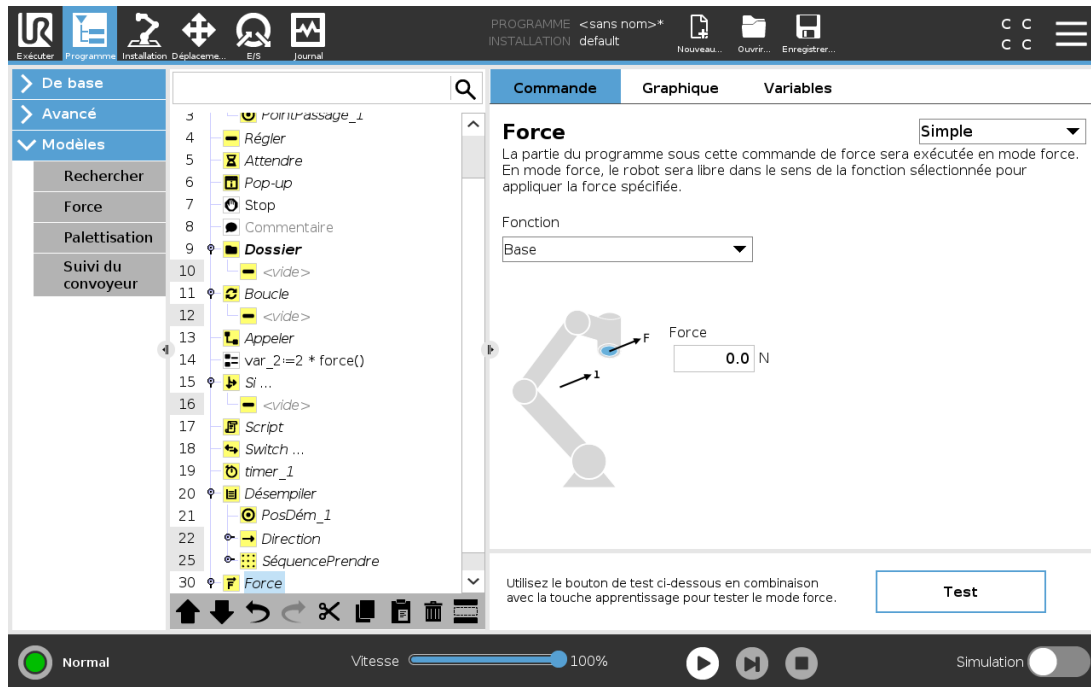 PROGRAMME <sans nom>*
INSTALLATION default
Exécuter
Programme
Installation
Déplaceme...
E/S
Journal
Nouveau...
Ouvrir...
Enregistrer...
C C
C C
De base
Avancé
Modèles
Rechercher
Force
Palettisation
Suivi du
convoyeur
3 PointPassage_1
4 Régler
5 Attendre
6 Pop-up
7 Stop
8 Commentaire
9 Dossier
10 <vide>
11 Boucle
12 <vide>
13 Appeler
14 var_2:=2 * force()
15 Si ...
16 <vide>
17 Script
18 Switch ...
19 timer_1
20 Désempiler
21 PosDém_1
22 Direction
25 SéquencePrendre
30 Force
Commande
Graphique
Variables
Force
Simple
La partie du programme sous cette commande de force sera exécutée en mode force.
En mode force, le robot sera libre dans le sens de la fonction sélectionnée pour
appliquer la force spécifiée.
Fonction
Base
F
1
Force
0.0 N
Utilisez le bouton de test ci-dessous en combinaison
avec la touche apprentissage pour tester le mode force.
Test
Normal
Vitesse
100%
Simulation